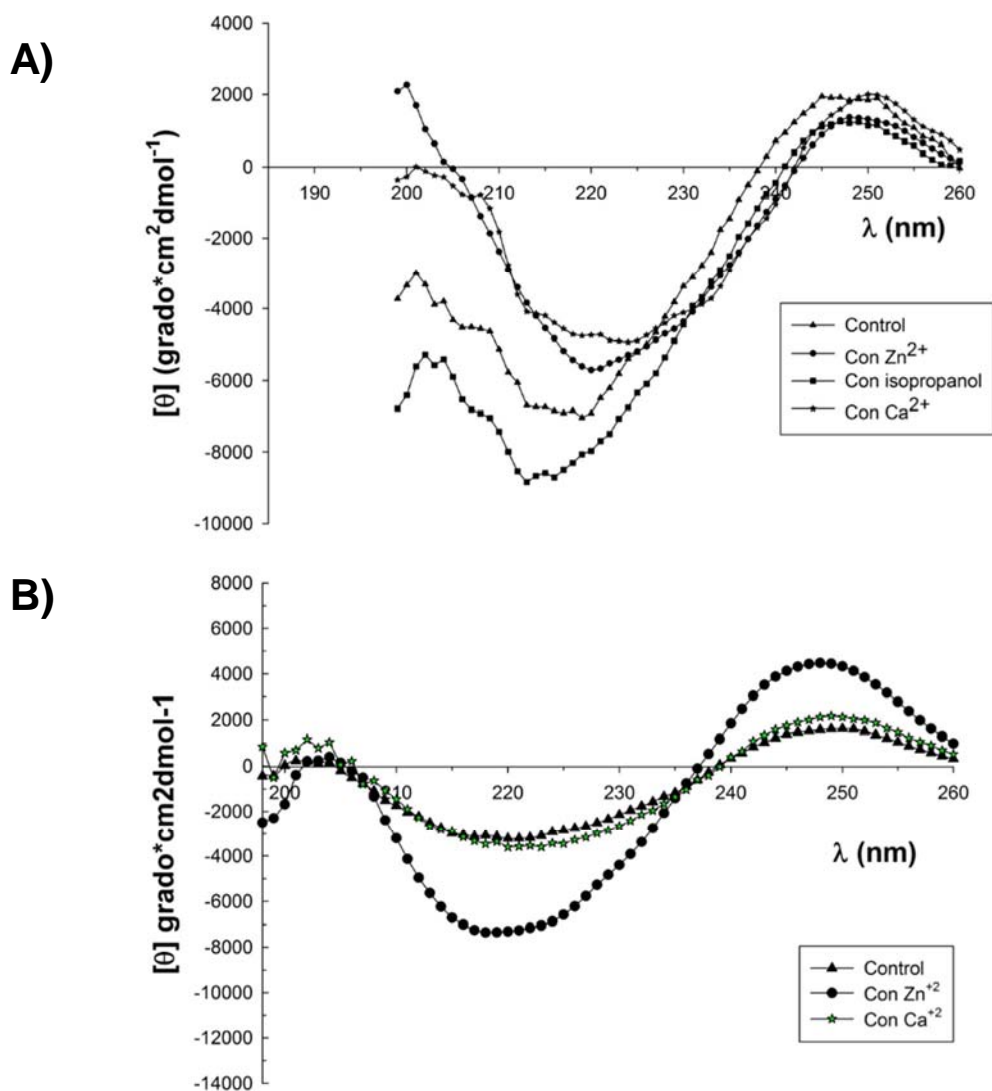 A)
4000
2000
0
-2000
-4000
-6000
-8000
-10000
190
200
210
220
230
240
250
260
[θ] (grado*cm²dmol⁻¹)
λ (nm)
Control
Con Zn²⁺
Con isopropanol
Con Ca²⁺
B)
8000
6000
4000
2000
0
-2000
-4000
-6000
-8000
-10000
-12000
-14000
200
210
220
230
240
250
260
[θ] grado*cm2dmol-1
λ (nm)
Control
Con Zn⁺²
Con Ca⁺²